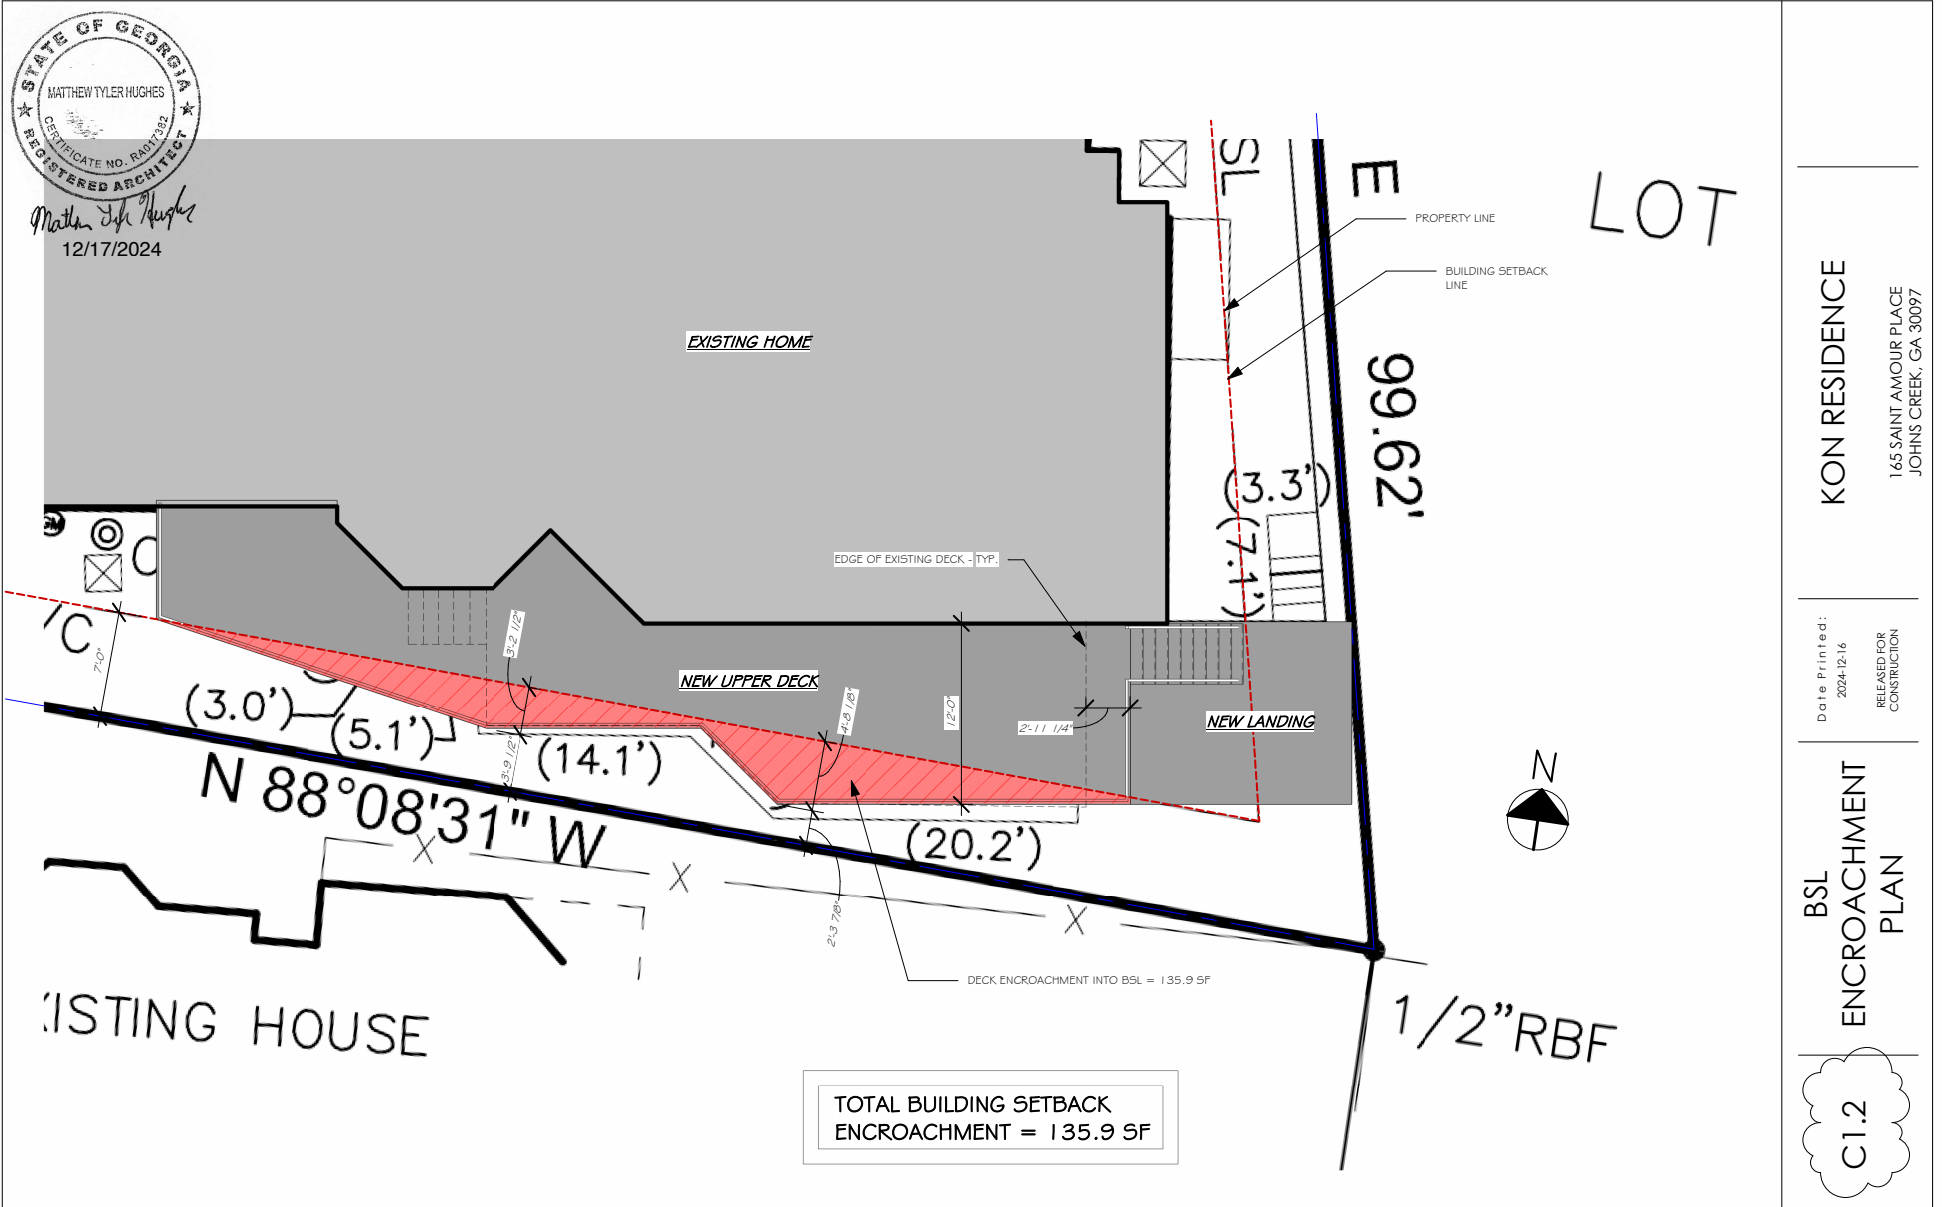 STATE OF GEORGIA
MATTHEW TYLER HUGHES
CERTIFICATE NO. RA017382
REGISTERED ARCHITECT
12/17/2024
SL
E
LOT
PROPERTY LINE
BUILDING SETBACK
LINE
EXISTING HOME
99.62'
(3.3')
(7.1')
GM
C
EDGE OF EXISTING DECK - TYP.
/C
7'-0"
3'-2 1/2"
NEW UPPER DECK
4'-8 1/8"
12'-0"
2'-11 1/4"
NEW LANDING
(3.0')
(5.1')
3'-9 1/2"
(14.1')
N 88°08'31" W
(20.2')
X
X
X
2'-3 7/8"
N
DECK ENCROACHMENT INTO BSL = 135.9 SF
ISTING HOUSE
1/2"RBF
TOTAL BUILDING SETBACK
ENCROACHMENT = 135.9 SF
KON RESIDENCE
165 SAINT AMOUR PLACE
JOHNS CREEK, GA 30097
Date Printed:
2024-12-16
RELEASED FOR
CONSTRUCTION
BSL
ENCROACHMENT
PLAN
C1.2